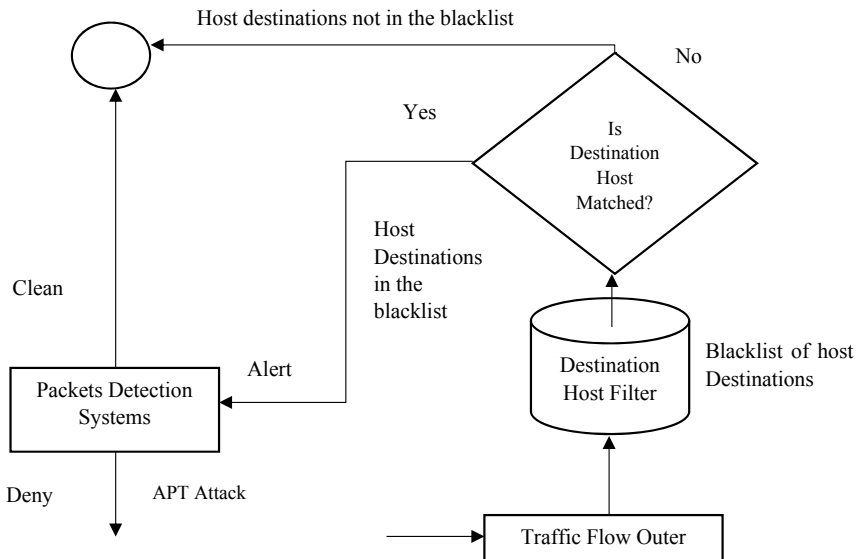 Host destinations not in the blacklist
No
Yes
Is
Destination
Host
Matched?
Host
Destinations
in the
blacklist
Clean
Alert
Packets Detection
Systems
Destination
Host Filter
Blacklist of host
Destinations
Deny
APT Attack
Traffic Flow Outer